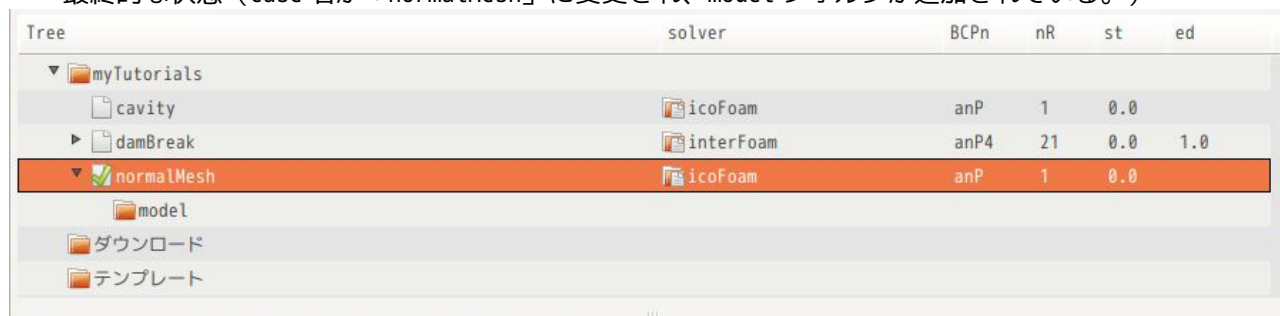 最終的な状態（case名が「normalMesh」に変更され、modelフォルダが追加されている。）
Tree solver BCPn nR st ed
myTutorials
cavity icoFoam anP 1 0.0
damBreak interFoam anP4 21 0.0 1.0
normalMesh icoFoam anP 1 0.0
model
ダウンロード
テンプレート